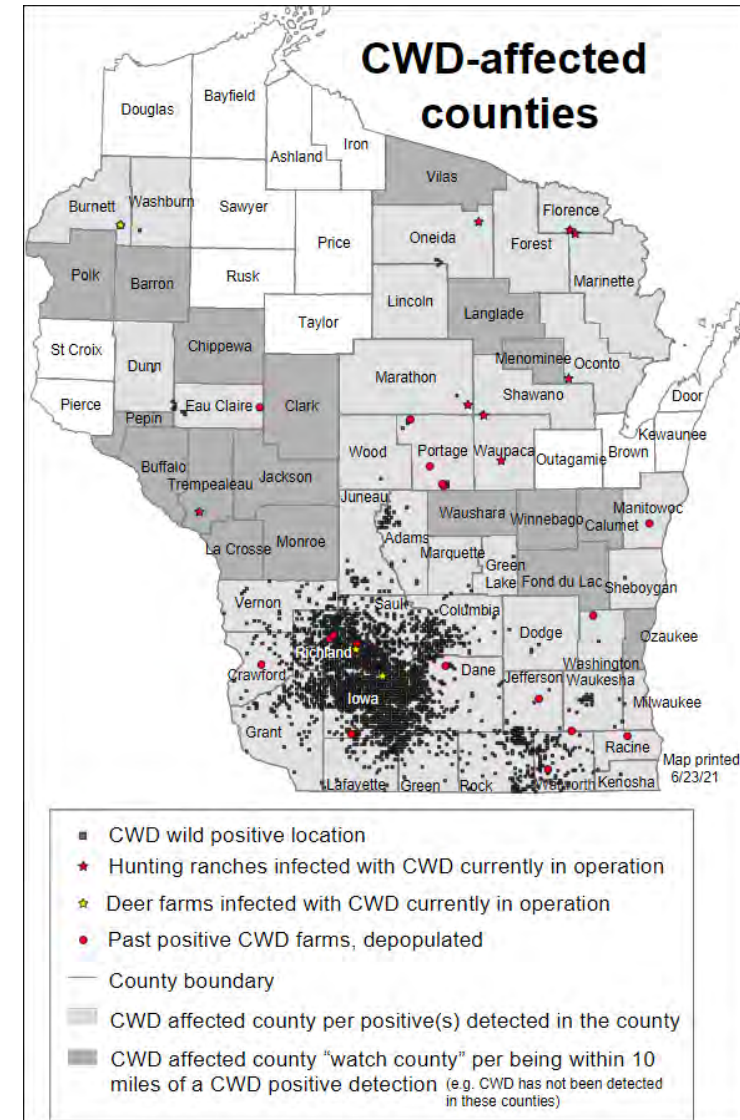 CWD-affected
counties
Douglas
Bayfield
Ashland
Iron
Vilas
Burnett
Washburn
Sawyer
Price
Oneida
Forest
Florence
Marinette
Polk
Barron
Rusk
Lincoln
Langlade
Taylor
St Croix
Dunn
Chippewa
Menominee
Oconto
Marathon
Shawano
Door
Pierce
Pepin
Eau Claire
Clark
Kewaunee
Brown
Wood
Portage
Waupaca
Outagamie
Buffalo
Trempealeau
Jackson
Juneau
Adams
Waushara
Winnebago
Calumet
Manitowoc
La Crosse
Monroe
Marquette
Green
Lake
Fond du Lac
Sheboygan
Vernon
Sauk
Columbia
Dodge
Ozaukee
Washington
Crawford
Richland
Dane
Jefferson
Waukesha
Milwaukee
Iowa
Grant
Racine
Map printed
6/23/21
Lafayette
Green
Rock
Walworth
Kenosha
CWD wild positive location
Hunting ranches infected with CWD currently in operation
Deer farms infected with CWD currently in operation
Past positive CWD farms, depopulated
County boundary
CWD affected county per positive(s) detected in the county
CWD affected county "watch county" per being within 10
miles of a CWD positive detection (e.g. CWD has not been detected
in these counties)